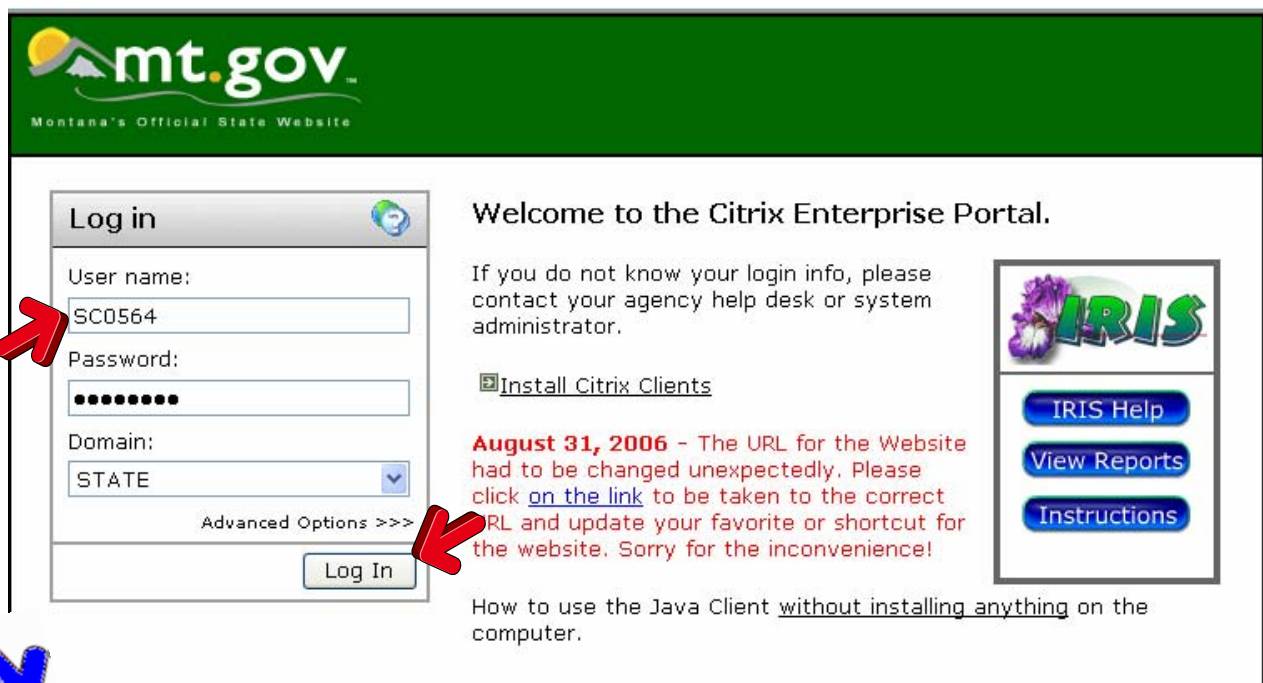 mt.gov™
Montana's Official State Website
Log in
User name:
SC0564
Password:
••••••••
Domain:
STATE
Advanced Options >>>
Log In
Welcome to the Citrix Enterprise Portal.
If you do not know your login info, please
contact your agency help desk or system
administrator.
Install Citrix Clients
August 31, 2006 - The URL for the Website
had to be changed unexpectedly. Please
click on the link to be taken to the correct
URL and update your favorite or shortcut for
the website. Sorry for the inconvenience!
How to use the Java Client without installing anything on the
computer.
IRIS
IRIS Help
View Reports
Instructions